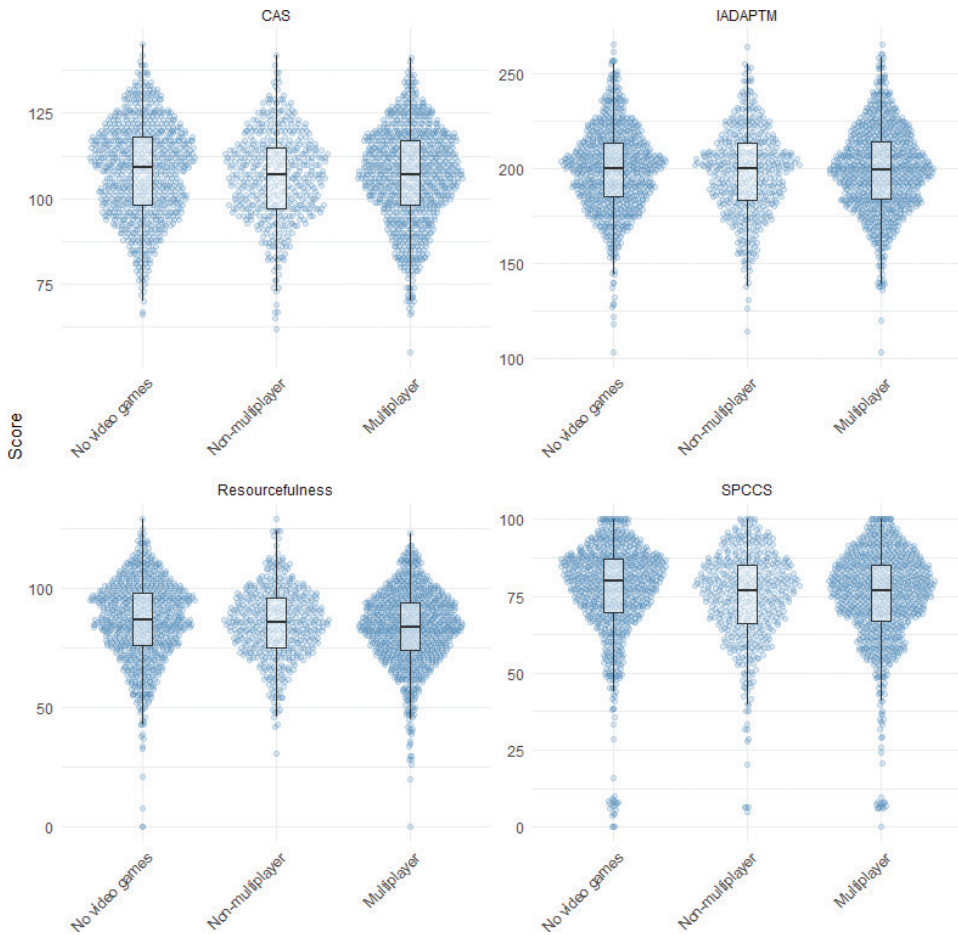 CAS
IADAPTM
125
100
75
250
200
150
100
No video games
Non-multiplayer
Multiplayer
No video games
Non-multiplayer
Multiplayer
Score
Resourcefulness
SPCCS
100
50
0
100
75
50
25
0
No video games
Non-multiplayer
Multiplayer
No video games
Non-multiplayer
Multiplayer